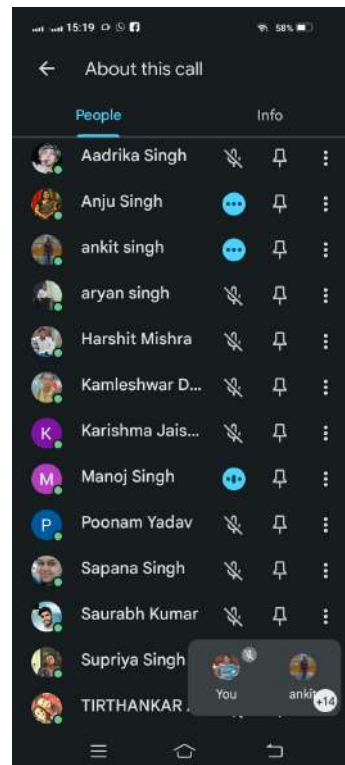 15:19 58%
About this call
People Info
Aadrika Singh
Anju Singh
ankit singh
aryan singh
Harshit Mishra
Kamleshwar D...
K Karishma Jais...
M Manoj Singh
P Poonam Yadav
Sapana Singh
Saurabh Kumar
Supriya Singh
You ankit
TIRTHANKAR . +14